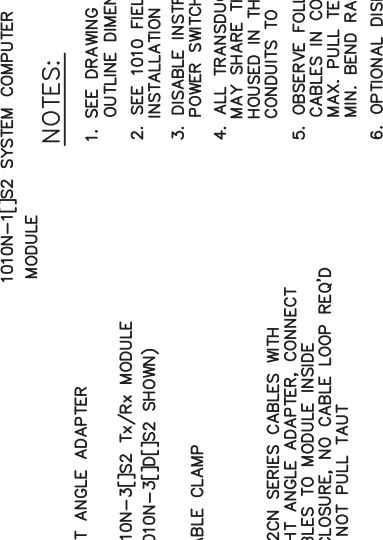 1010N-1[]S2 SYSTEM COMPUTER
MODULE
T ANGLE ADAPTER
10N-3[]S2 Tx/Rx MODULE
010N-3[]D[]S2 SHOWN)
ABLE CLAMP
2CN SERIES CABLES WITH
HT ANGLE ADAPTER, CONNECT
BLES TO MODULE INSIDE
CLOSURE, NO CABLE LOOP REQ'D
NOT PULL TAUT
NOTES:
1. SEE DRAWING
OUTLINE DIMEN
2. SEE 1010 FIEL
INSTALLATION
3. DISABLE INSTR
POWER SWITCH
4. ALL TRANSDUC
MAY SHARE TH
HOUSED IN TH
CONDUITS TO
5. OBSERVE FOLL
CABLES IN CO
MAX. PULL TE
MIN. BEND RA
6. OPTIONAL DIS